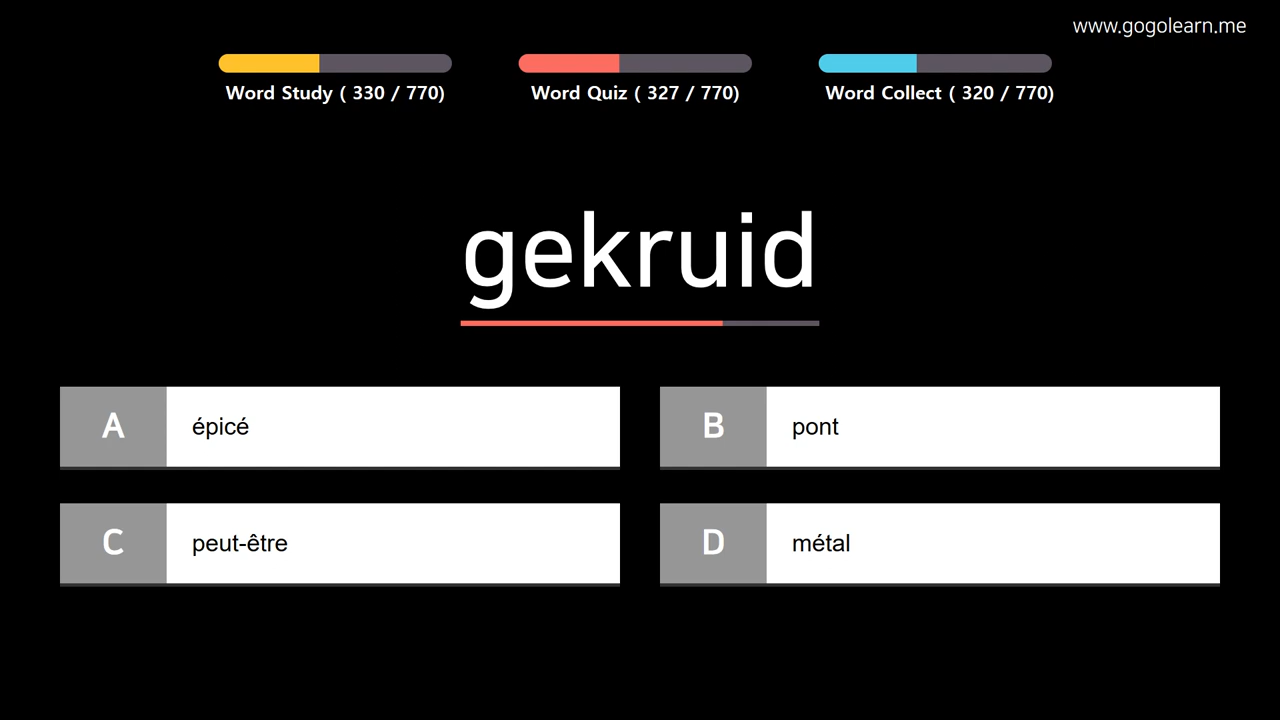 www.gogolearn.me
Word Study ( 330 / 770)
Word Quiz ( 327 / 770)
Word Collect ( 320 / 770)
gekruid
A épicé
B pont
C peut-être
D métal